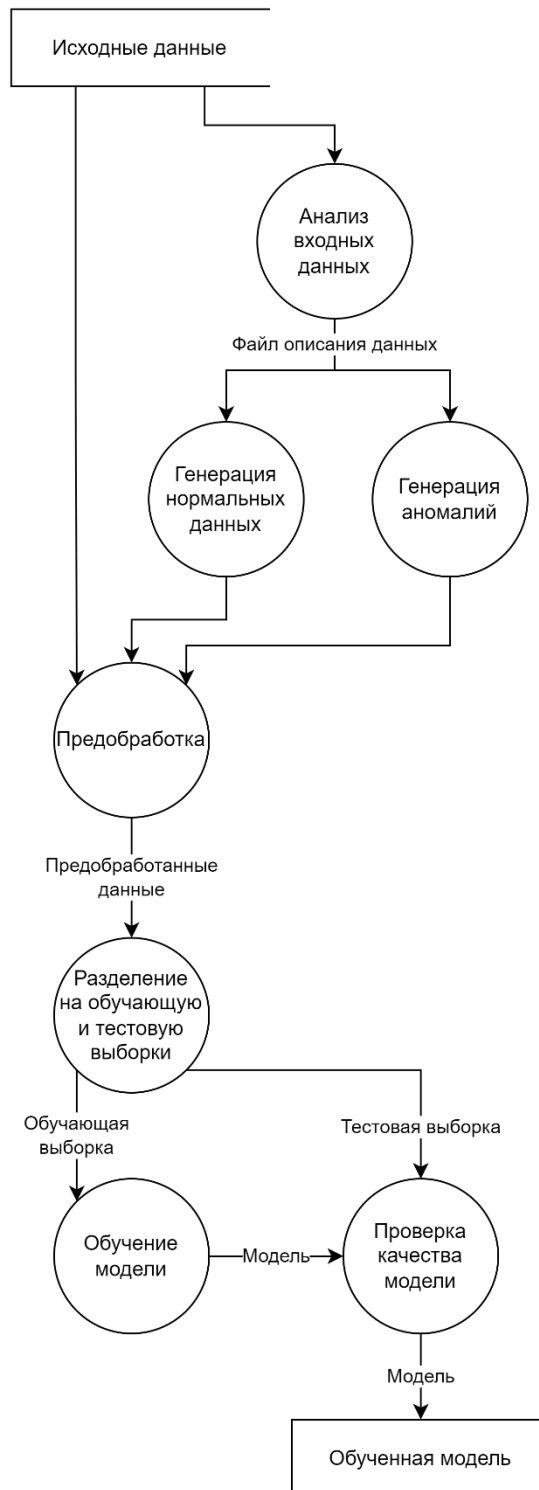 Исходные данные
Анализ
входных
данных
Файл описания данных
Генерация
нормальных
данных
Генерация
аномалий
Предобработка
Предобработанные
данные
Разделение
на обучающую
и тестовую
выборки
Обучающая
выборка
Тестовая выборка
Обучение
модели
Модель
Проверка
качества
модели
Модель
Обученная модель